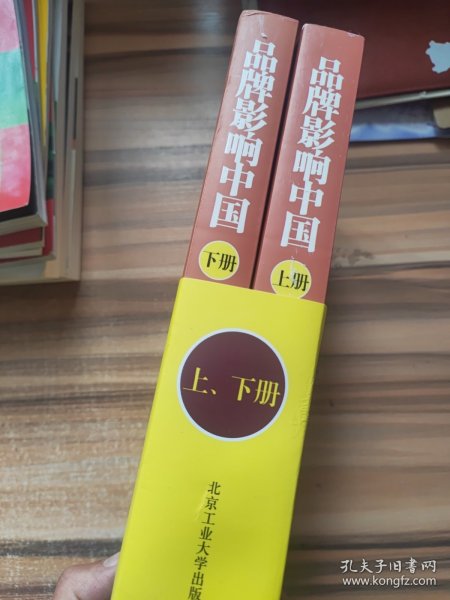 品牌影响中国
下册
品牌影响中国
上册
上、下册
北京工业大学出版
孔夫子旧书网
www.kongfz.com